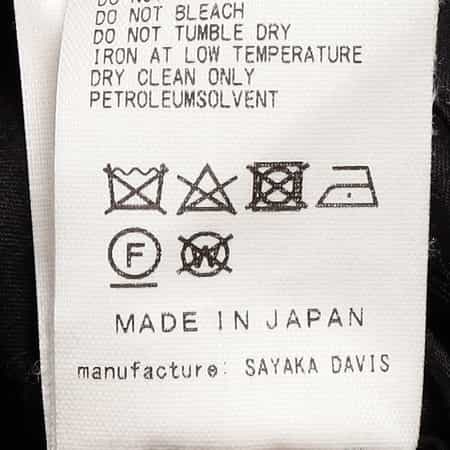 DO NOT BLEACH
DO NOT TUMBLE DRY
IRON AT LOW TEMPERATURE
DRY CLEAN ONLY
PETROLEUMSOLVENT
F
W
MADE IN JAPAN
manufacture: SAYAKA DAVIS